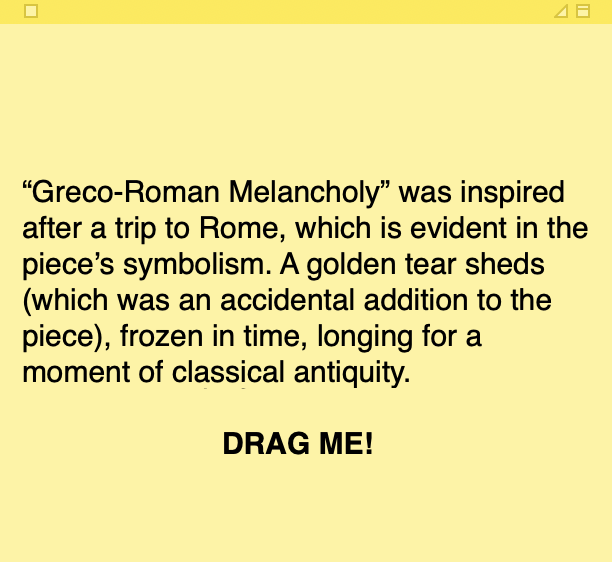 “Greco-Roman Melancholy” was inspired
after a trip to Rome, which is evident in the
piece’s symbolism. A golden tear sheds
(which was an accidental addition to the
piece), frozen in time, longing for a
moment of classical antiquity.
DRAG ME!